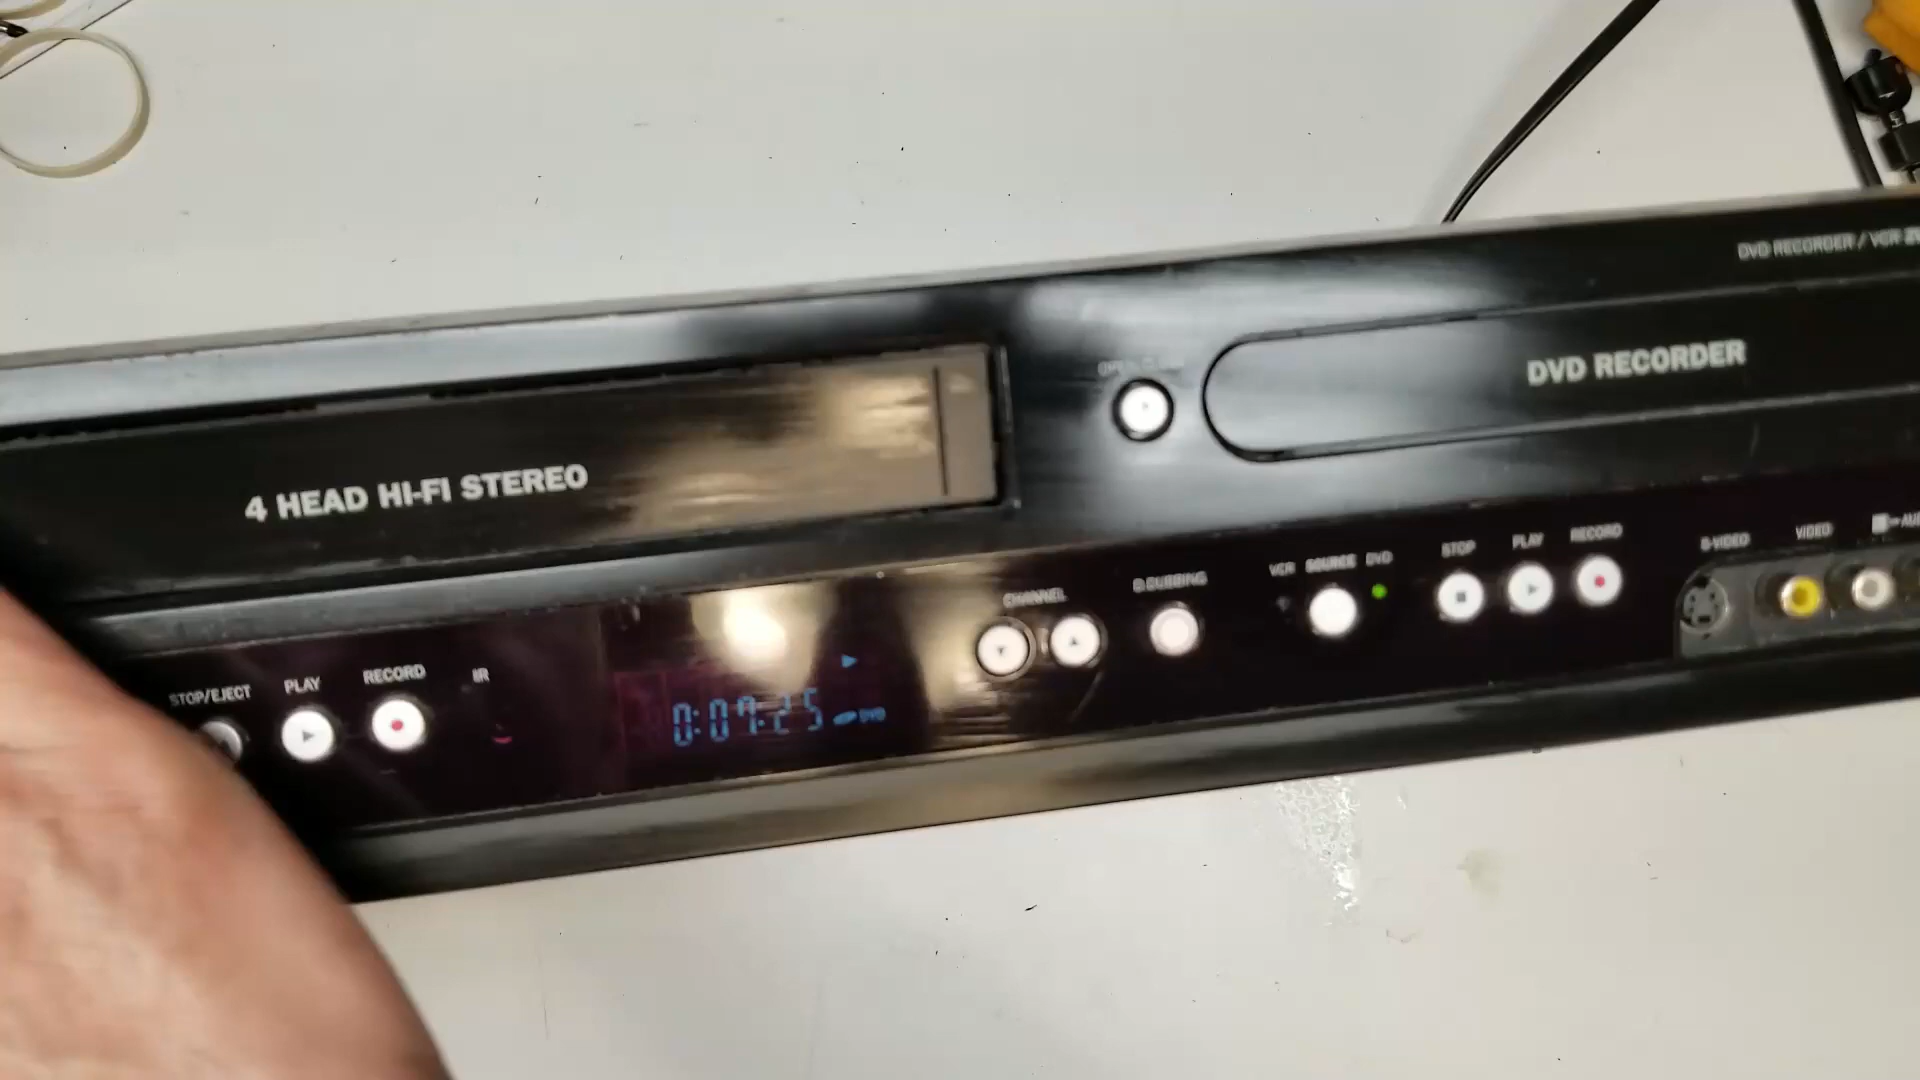 DVD RECORDER / VCR
DVD RECORDER
4 HEAD HI-FI STEREO
STOP/EJECT PLAY RECORD IR
0:07:25 DVD
CHANNEL
D.DUBBING
VCR SOURCE DVD
STOP PLAY RECORD
S-VIDEO VIDEO